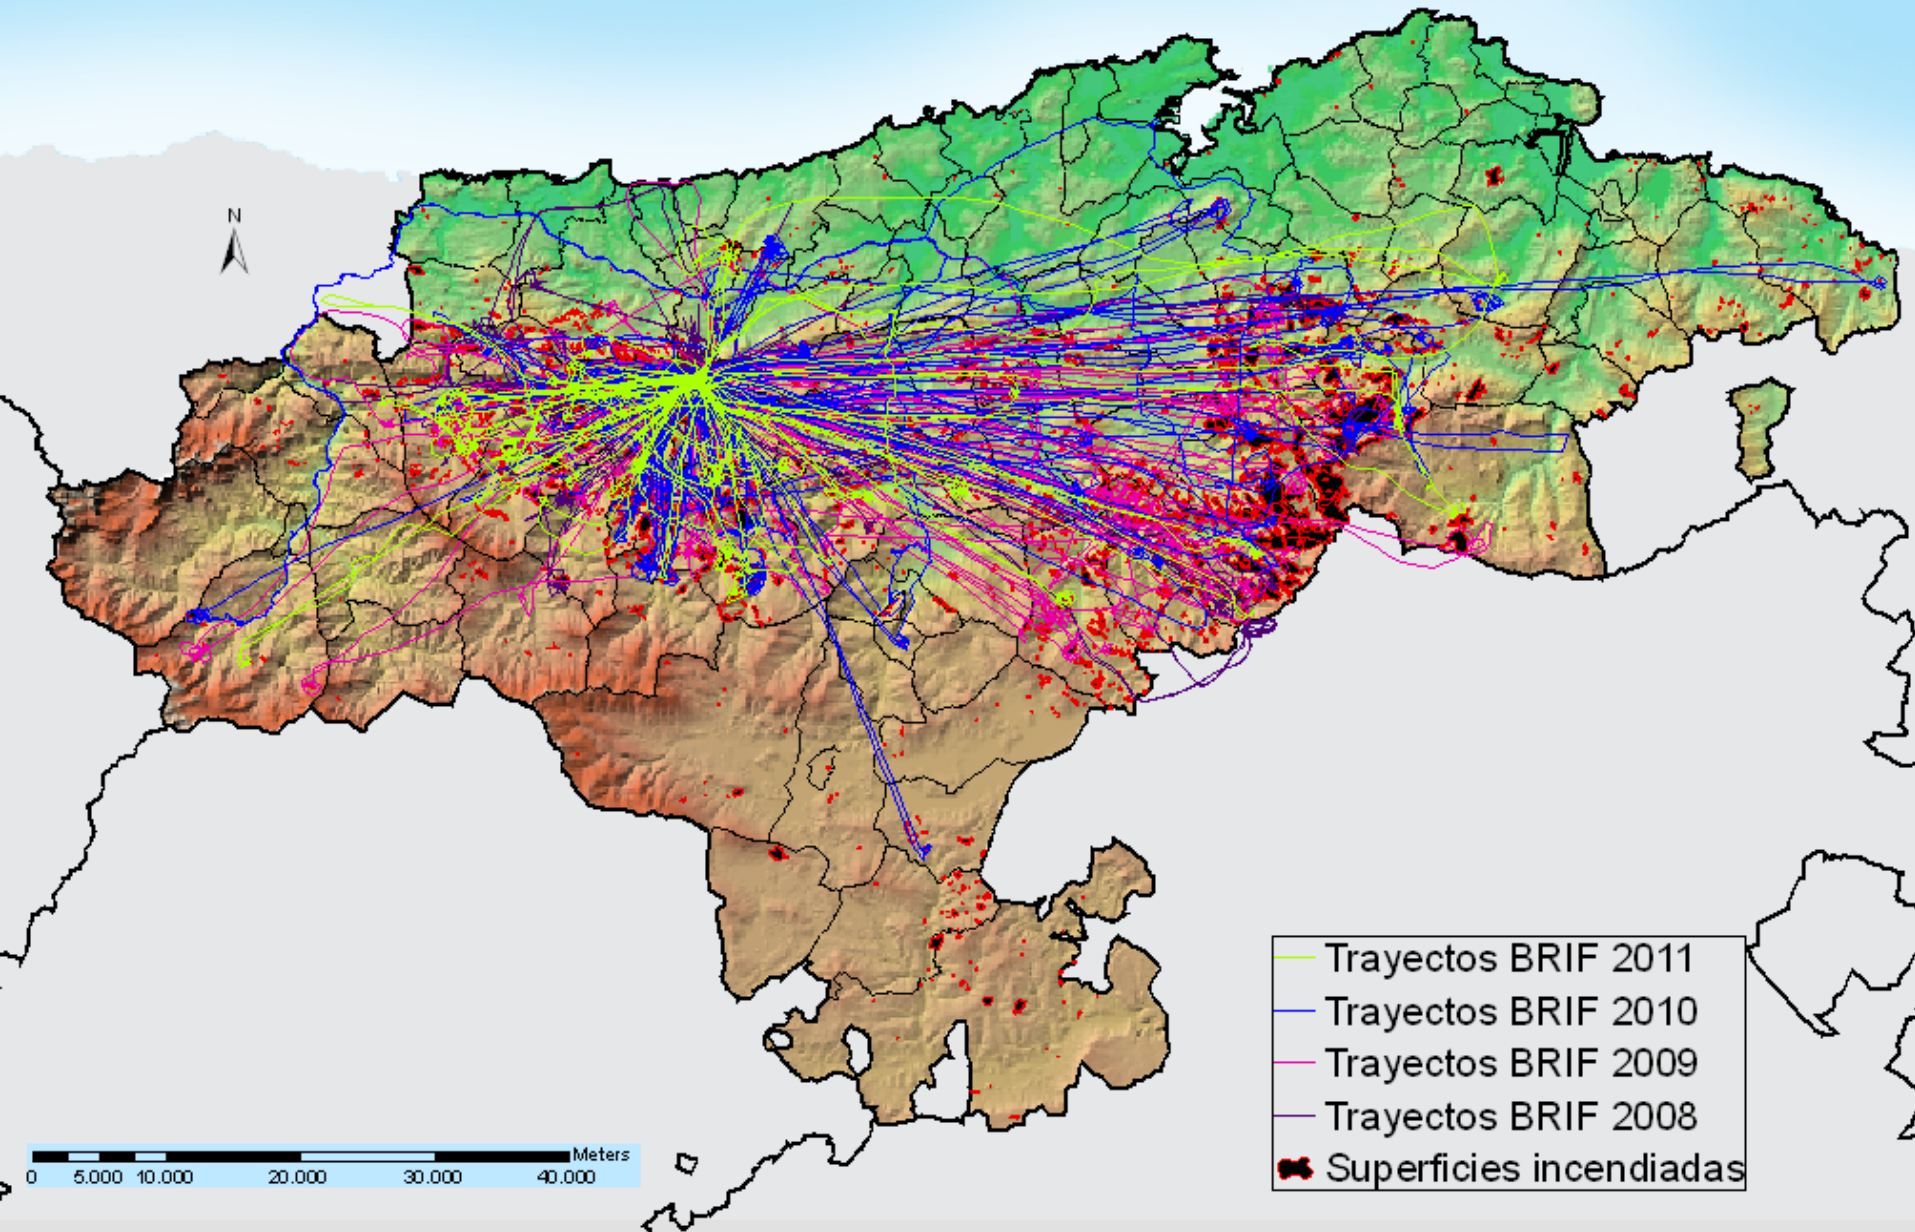 N
Trayectos BRIF 2011
Trayectos BRIF 2010
Trayectos BRIF 2009
Trayectos BRIF 2008
Superficies incendiadas
Meters
0 5.000 10.000 20.000 30.000 40.000